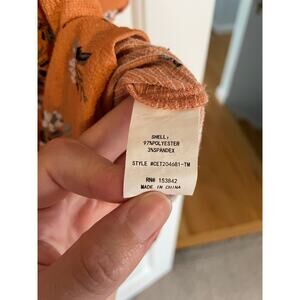 SHELL:
97%POLYESTER
3%SPANDEX
STYLE #CET204681-TM
RN# 153842
MADE IN CHINA